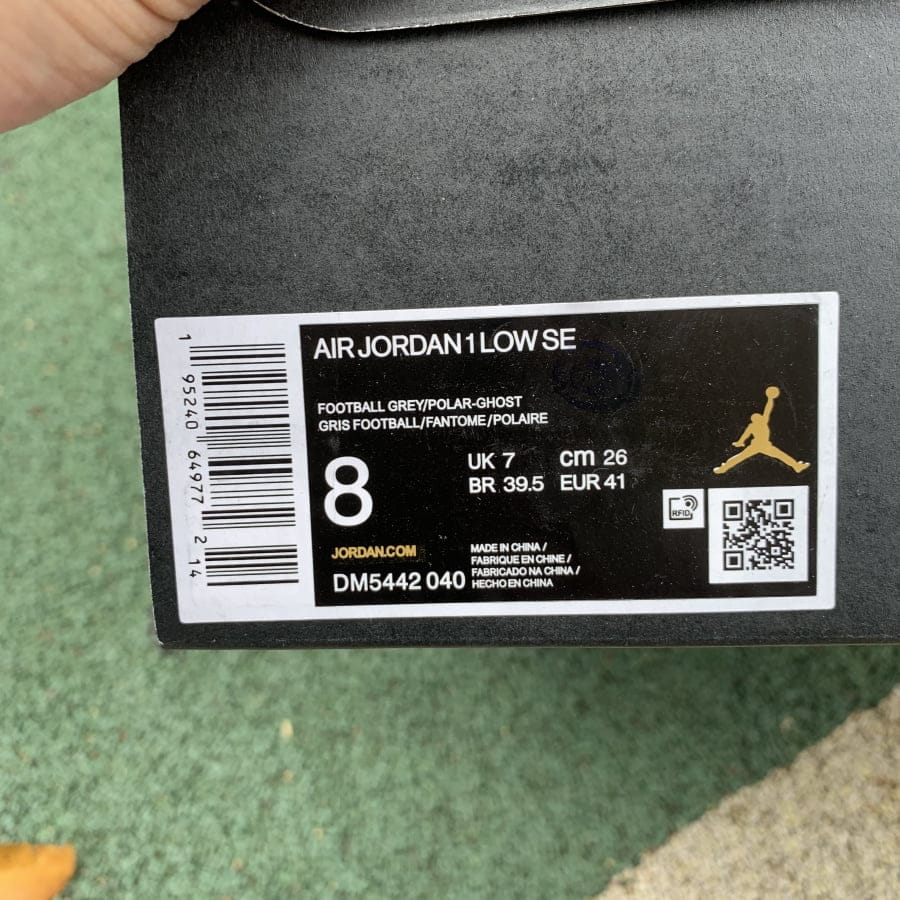 AIR JORDAN 1 LOW SE
FOOTBALL GREY/POLAR-GHOST
GRIS FOOTBALL/FANTOME/POLAIRE
8
UK 7 cm 26
BR 39.5 EUR 41
RFID
JORDAN.COM
DM5442 040
MADE IN CHINA /
FABRIQUE EN CHINE /
FABRICADO NA CHINA /
HECHO EN CHINA
1 95240 64977 2 14